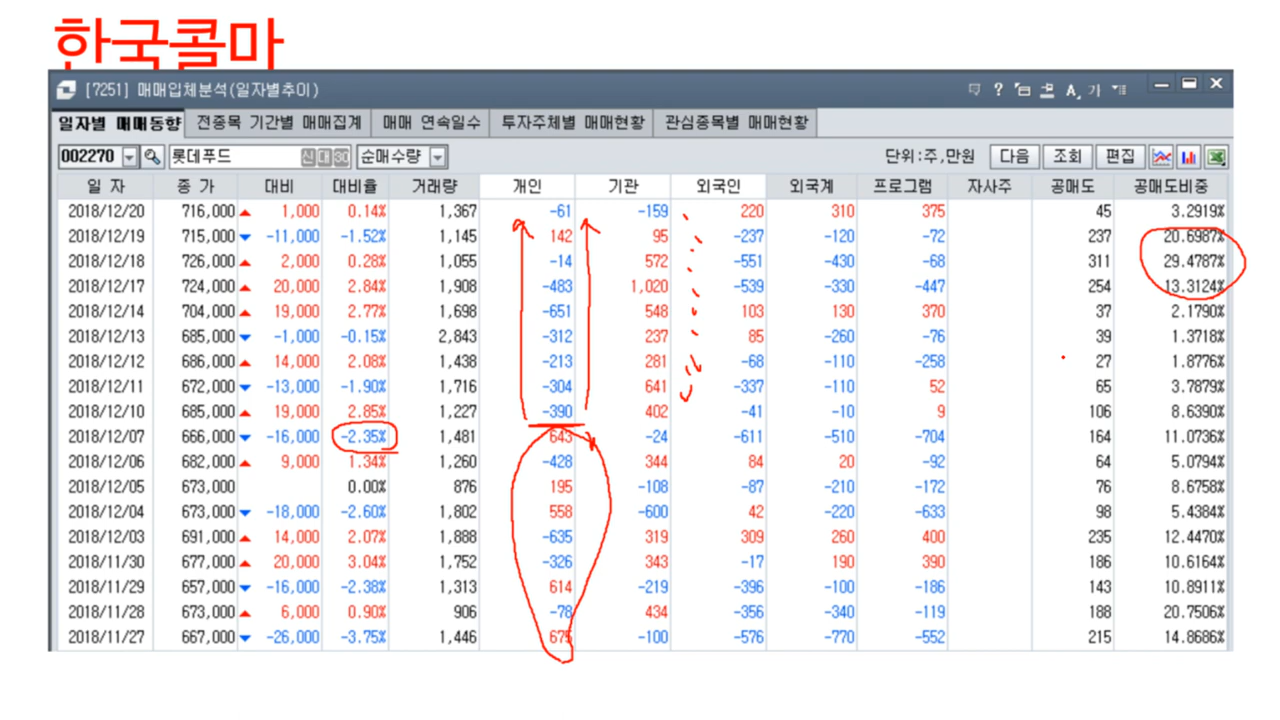 한국콜마
[7251] 매매입체분석(일자별추이)
일자별 매매동향 전종목 기간별 매매집계 매매 연속일수 투자주체별 매매현황 관심종목별 매매현황
002270 롯데푸드 신 대 30 순매수량 단위:주,만원 다음 조회 편집
일 자 종 가 대비 대비율 거래량 개인 기관 외국인 외국계 프로그램 자사주 공매도 공매도비중
2018/12/20 716,000 ▲ 1,000 0.14% 1,367 -61 -159 220 310 375 45 3.2919%
2018/12/19 715,000 ▼ -11,000 -1.52% 1,145 142 95 -237 -120 -72 237 20.6987%
2018/12/18 726,000 ▲ 2,000 0.28% 1,055 -14 572 -551 -430 -68 311 29.4787%
2018/12/17 724,000 ▲ 20,000 2.84% 1,908 -483 1,020 -539 -330 -447 254 13.3124%
2018/12/14 704,000 ▲ 19,000 2.77% 1,698 -651 548 103 130 370 37 2.1790%
2018/12/13 685,000 ▼ -1,000 -0.15% 2,843 -312 237 85 -260 -76 39 1.3718%
2018/12/12 686,000 ▲ 14,000 2.08% 1,438 -213 281 -68 -110 -258 27 1.8776%
2018/12/11 672,000 ▼ -13,000 -1.90% 1,716 -304 641 -337 -110 52 65 3.7879%
2018/12/10 685,000 ▲ 19,000 2.85% 1,227 -390 402 -41 -10 9 106 8.6390%
2018/12/07 666,000 ▼ -16,000 -2.35% 1,481 643 -24 -611 -510 -704 164 11.0736%
2018/12/06 682,000 ▲ 9,000 1.34% 1,260 -428 344 84 20 -92 64 5.0794%
2018/12/05 673,000 0.00% 876 195 -108 -87 -210 -172 76 8.6758%
2018/12/04 673,000 ▼ -18,000 -2.60% 1,802 558 -600 42 -220 -633 98 5.4384%
2018/12/03 691,000 ▲ 14,000 2.07% 1,888 -635 319 309 260 400 235 12.4470%
2018/11/30 677,000 ▲ 20,000 3.04% 1,752 -326 343 -17 190 390 186 10.6164%
2018/11/29 657,000 ▼ -16,000 -2.38% 1,313 614 -219 -396 -100 -186 143 10.8911%
2018/11/28 673,000 ▲ 6,000 0.90% 906 -78 434 -356 -340 -119 188 20.7506%
2018/11/27 667,000 ▼ -26,000 -3.75% 1,446 675 -100 -576 -770 -552 215 14.8686%